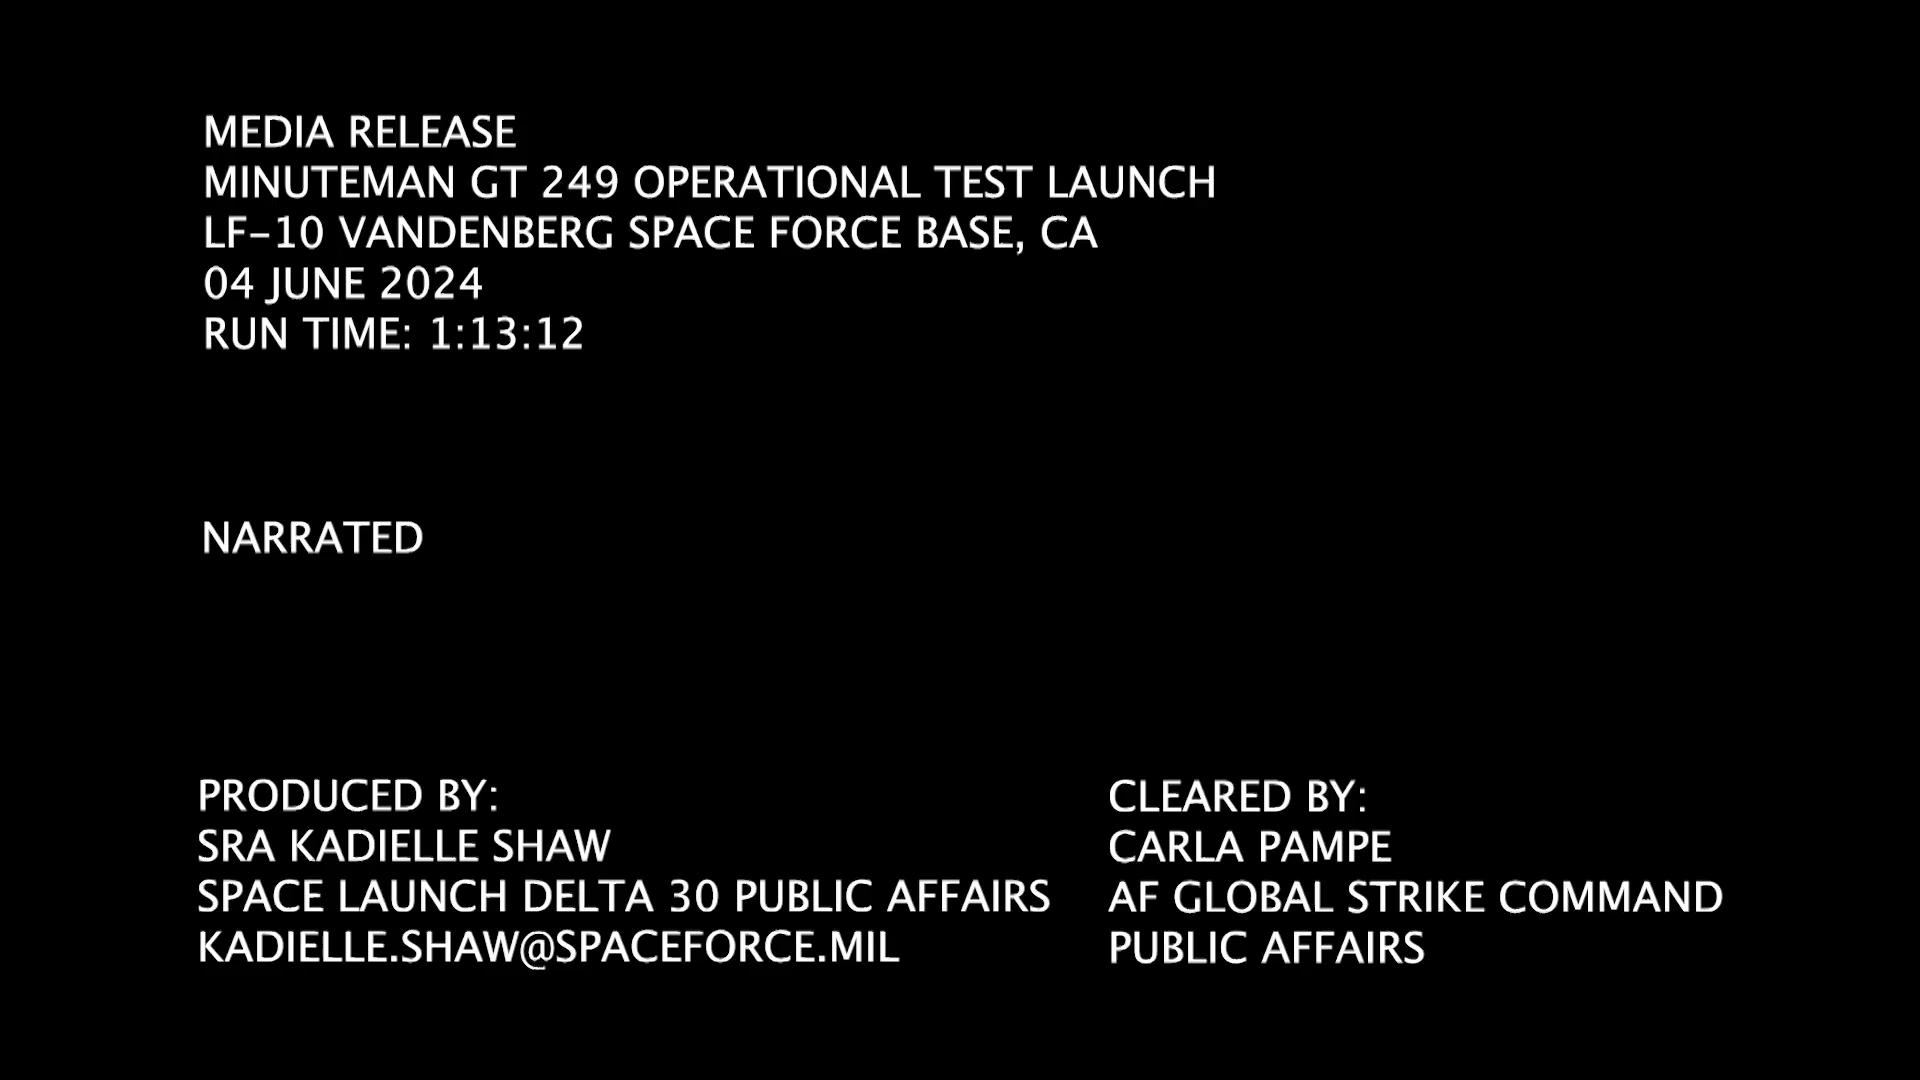 MEDIA RELEASE
MINUTEMAN GT 249 OPERATIONAL TEST LAUNCH
LF-10 VANDENBERG SPACE FORCE BASE, CA
04 JUNE 2024
RUN TIME: 1:13:12
NARRATED
PRODUCED BY:
SRA KADIELLE SHAW
SPACE LAUNCH DELTA 30 PUBLIC AFFAIRS
KADIELLE.SHAW@SPACEFORCE.MIL
CLEARED BY:
CARLA PAMPE
AF GLOBAL STRIKE COMMAND
PUBLIC AFFAIRS